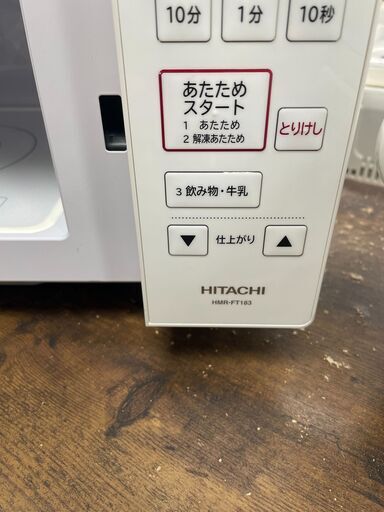 10分 1分 10秒
あたため
スタート
1 あたため
2 解凍あたため
とりけし
3 飲み物・牛乳
▼ 仕上がり ▲
HITACHI
HMR-FT183